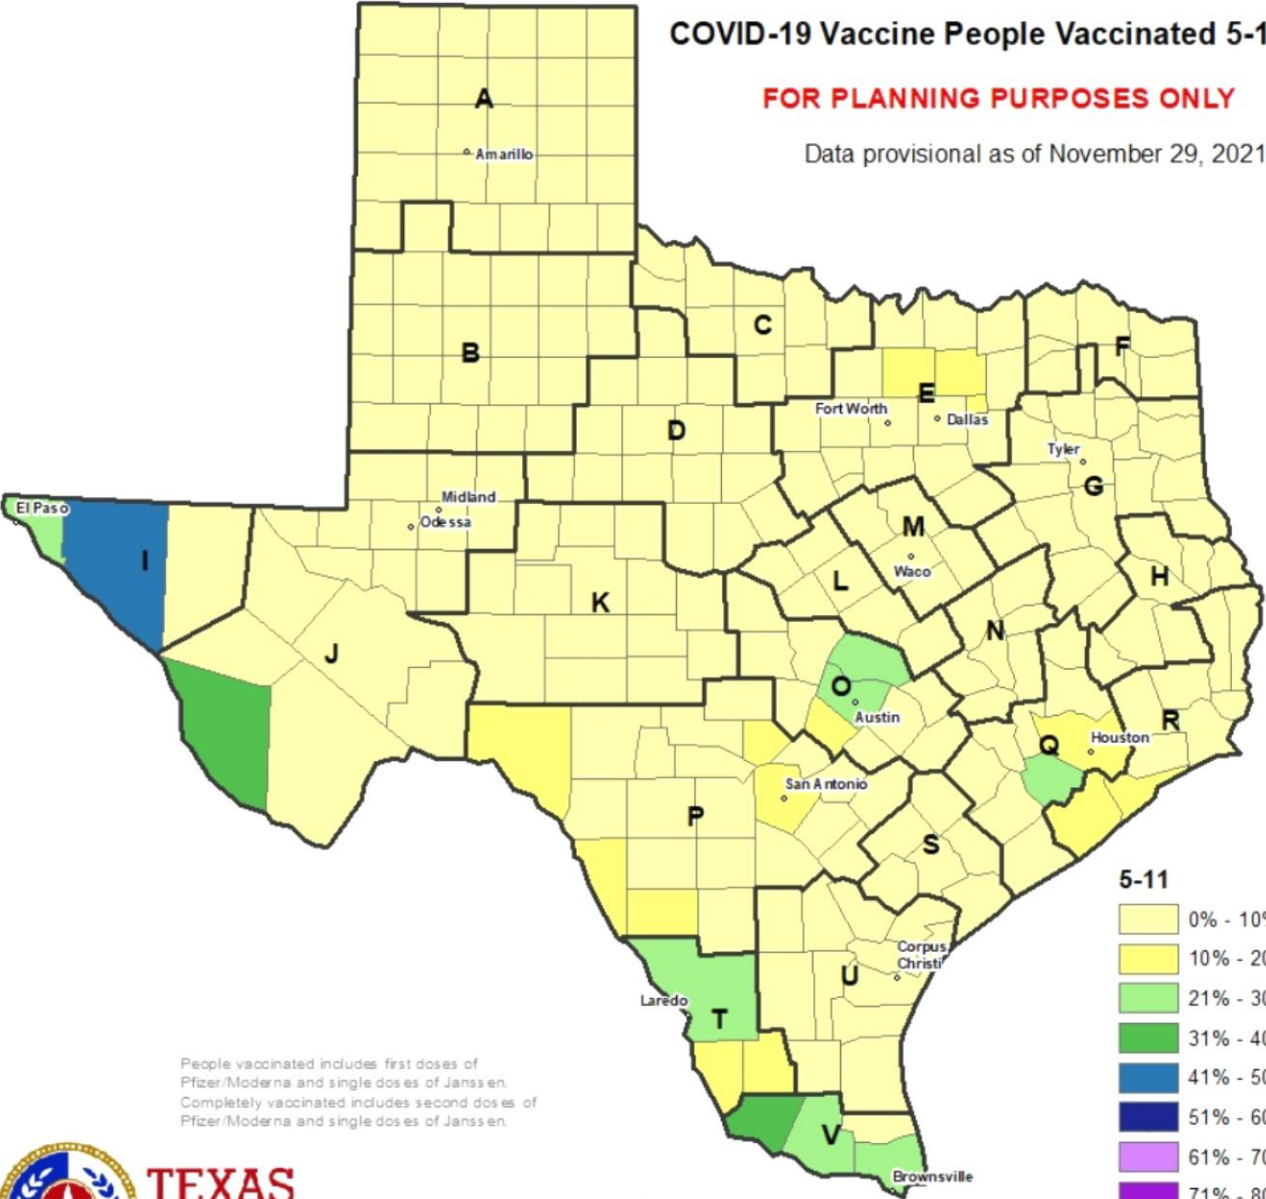 COVID-19 Vaccine People Vaccinated 5-1
FOR PLANNING PURPOSES ONLY
Data provisional as of November 29, 2021
A
Amarillo
B
C
F
E
Fort Worth
Dallas
D
Tyler
G
El Paso
Midland
Odessa
I
M
Waco
H
L
K
N
J
O
Austin
R
Q
Houston
San Antonio
P
S
Corpus
Christi
U
Laredo
T
V
Brownsville
5-11
0% - 10%
10% - 20
21% - 30
31% - 40
41% - 50
51% - 60
61% - 70
71% - 80
People vaccinated includes first doses of
Pfizer/Moderna and single doses of Janssen.
Completely vaccinated includes second doses of
Pfizer/Moderna and single doses of Janssen.
TEXAS